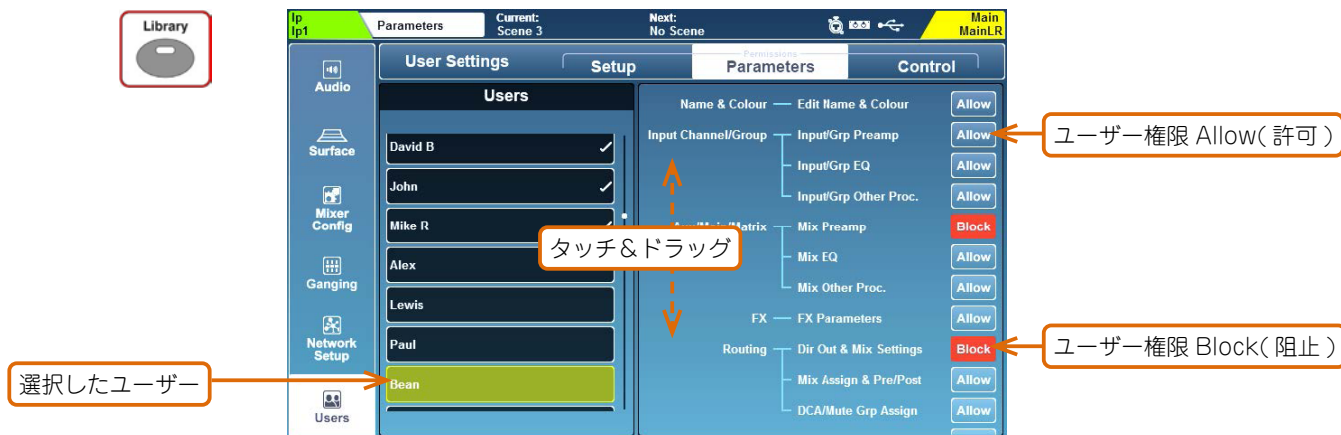 Library
Ip
Ip1
Parameters
Current:
Scene 3
Next:
No Scene
Main
MainLR
Audio
Surface
Mixer
Config
Ganging
Network
Setup
Users
User Settings
Setup
Permissions
Parameters
Control
Users
David B
John
Mike R
Alex
Lewis
Paul
Bean
Name & Colour
Edit Name & Colour
Allow
Input Channel/Group
Input/Grp Preamp
Allow
Input/Grp EQ
Allow
Input/Grp Other Proc.
Allow
Matrix
Mix Preamp
Block
Mix EQ
Allow
Mix Other Proc.
Allow
FX
FX Parameters
Allow
Routing
Dir Out & Mix Settings
Block
Mix Assign & Pre/Post
Allow
DCA/Mute Grp Assign
Allow
タッチ＆ドラッグ
ユーザー権限 Allow( 許可 )
ユーザー権限 Block( 阻止 )
選択したユーザー